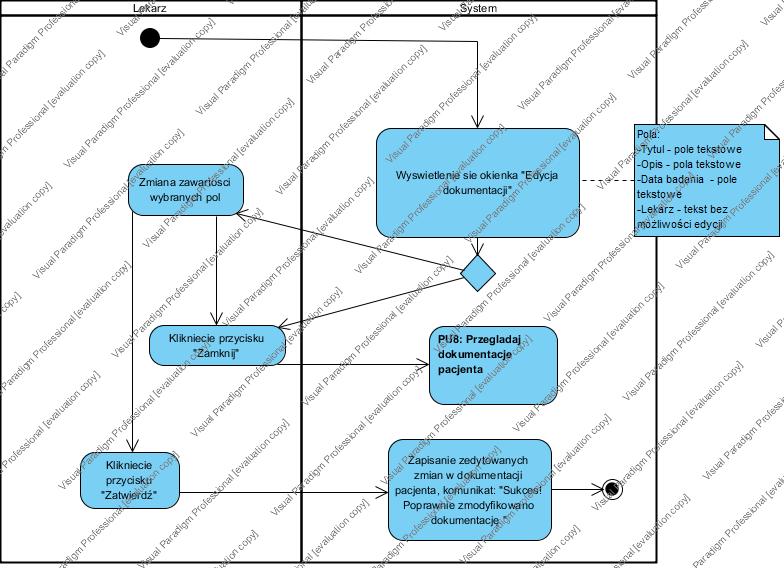 Lekarz
System
Wyswietlenie sie okienka "Edycja
dokumentacji"
Pola:
-Tytul - pole tekstowe
-Opis - pola tekstowe
-Data badania - pole
tekstowe
-Lekarz - tekst bez
możliwości edycji
Zmiana zawartosci
wybranych pol
Klikniecie przycisku
"Zamknij"
PU8: Przegladaj
dokumentacje
pacjenta
Klikniecie
przycisku
"Zatwierdź"
Zapisanie zedytowanych
zmian w dokumentacji
pacjenta, komunikat: "Sukces!
Poprawnie zmodyfikowano
dokumentacje."
Visual Paradigm Professional [evaluation copy]